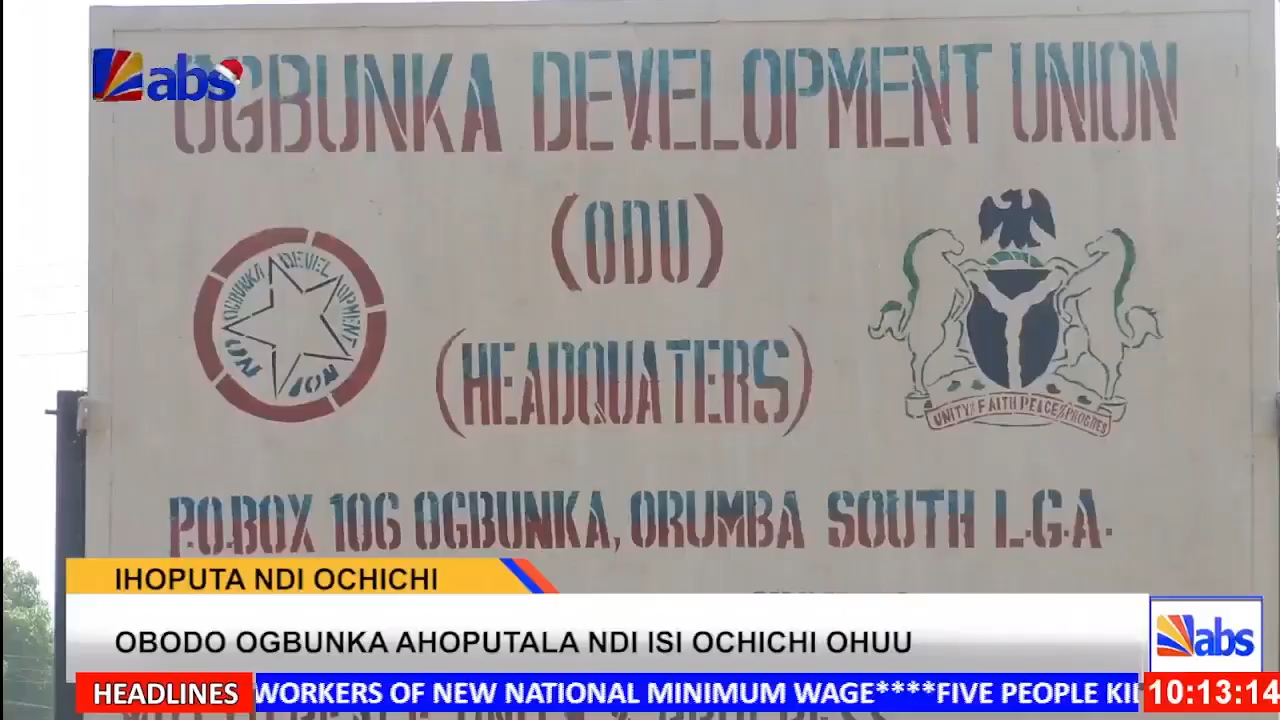 abs
OGBUNKA DEVELOPMENT UNION
(ODU)
OGBUNKA DEVELOPMENT UNION
(HEADQUATERS)
UNITY FAITH PEACE
P.O.BOX 106 OGBUNKA, ORUMBA SOUTH L.G.A.
IHOPUTA NDI OCHICHI
OBODO OGBUNKA AHOPUTALA NDI ISI OCHICHI OHUU
abs
HEADLINES WORKERS OF NEW NATIONAL MINIMUM WAGE****FIVE PEOPLE KIL 10:13:14